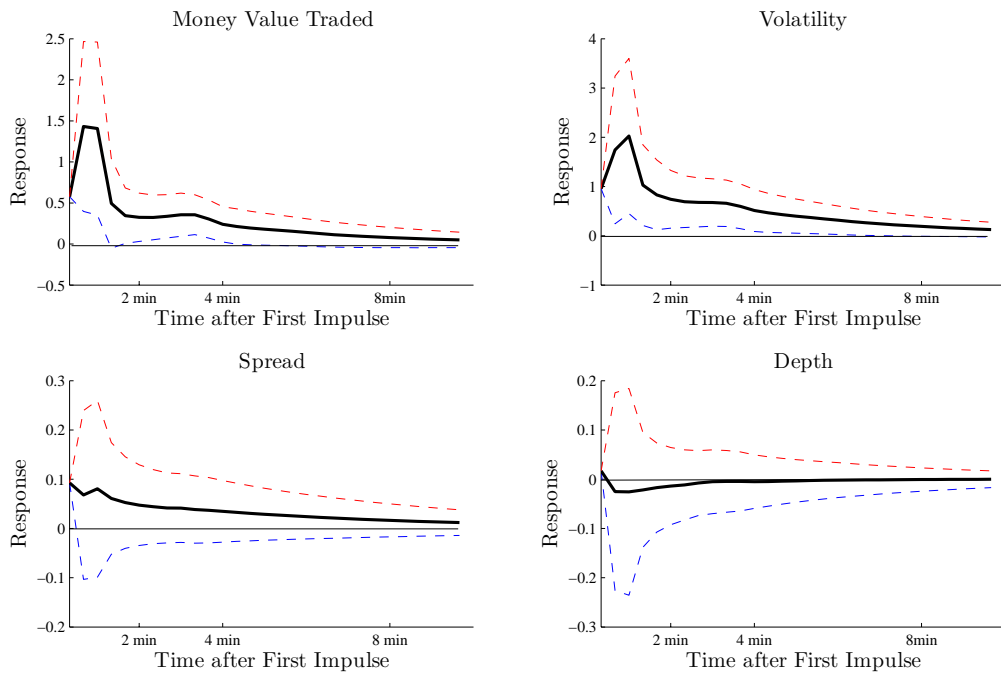 Money Value Traded
2.5
2
1.5
1
0.5
0
−0.5
Response
2 min
4 min
8min
Time after First Impulse
Volatility
4
3
2
1
0
−1
Response
2 min
4 min
8 min
Time after First Impulse
Spread
0.3
0.2
0.1
0
−0.1
−0.2
Response
2 min
4 min
8 min
Time after First Impulse
Depth
0.2
0.1
0
−0.1
−0.2
−0.3
Response
2 min
4 min
8min
Time after First Impulse